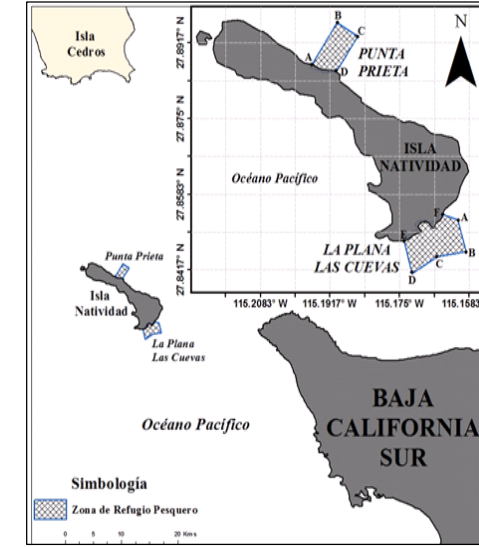 Isla
Cedros
B
C
A
D
PUNTA
PRIETA
N
27.8917° N
27.875° N
27.8583° N
27.8417° N
ISLA
NATIVIDAD
Océano Pacífico
F
A
E
B
C
D
LA PLANA
LAS CUEVAS
115.2083° W
115.1917° W
115.175° W
115.1583°
Punta Prieta
Isla
Natividad
La Plana
Las Cuevas
Océano Pacífico
BAJA
CALIFORNIA
SUR
Simbología
Zona de Refugio Pesquero
0 5 10 20 Kms